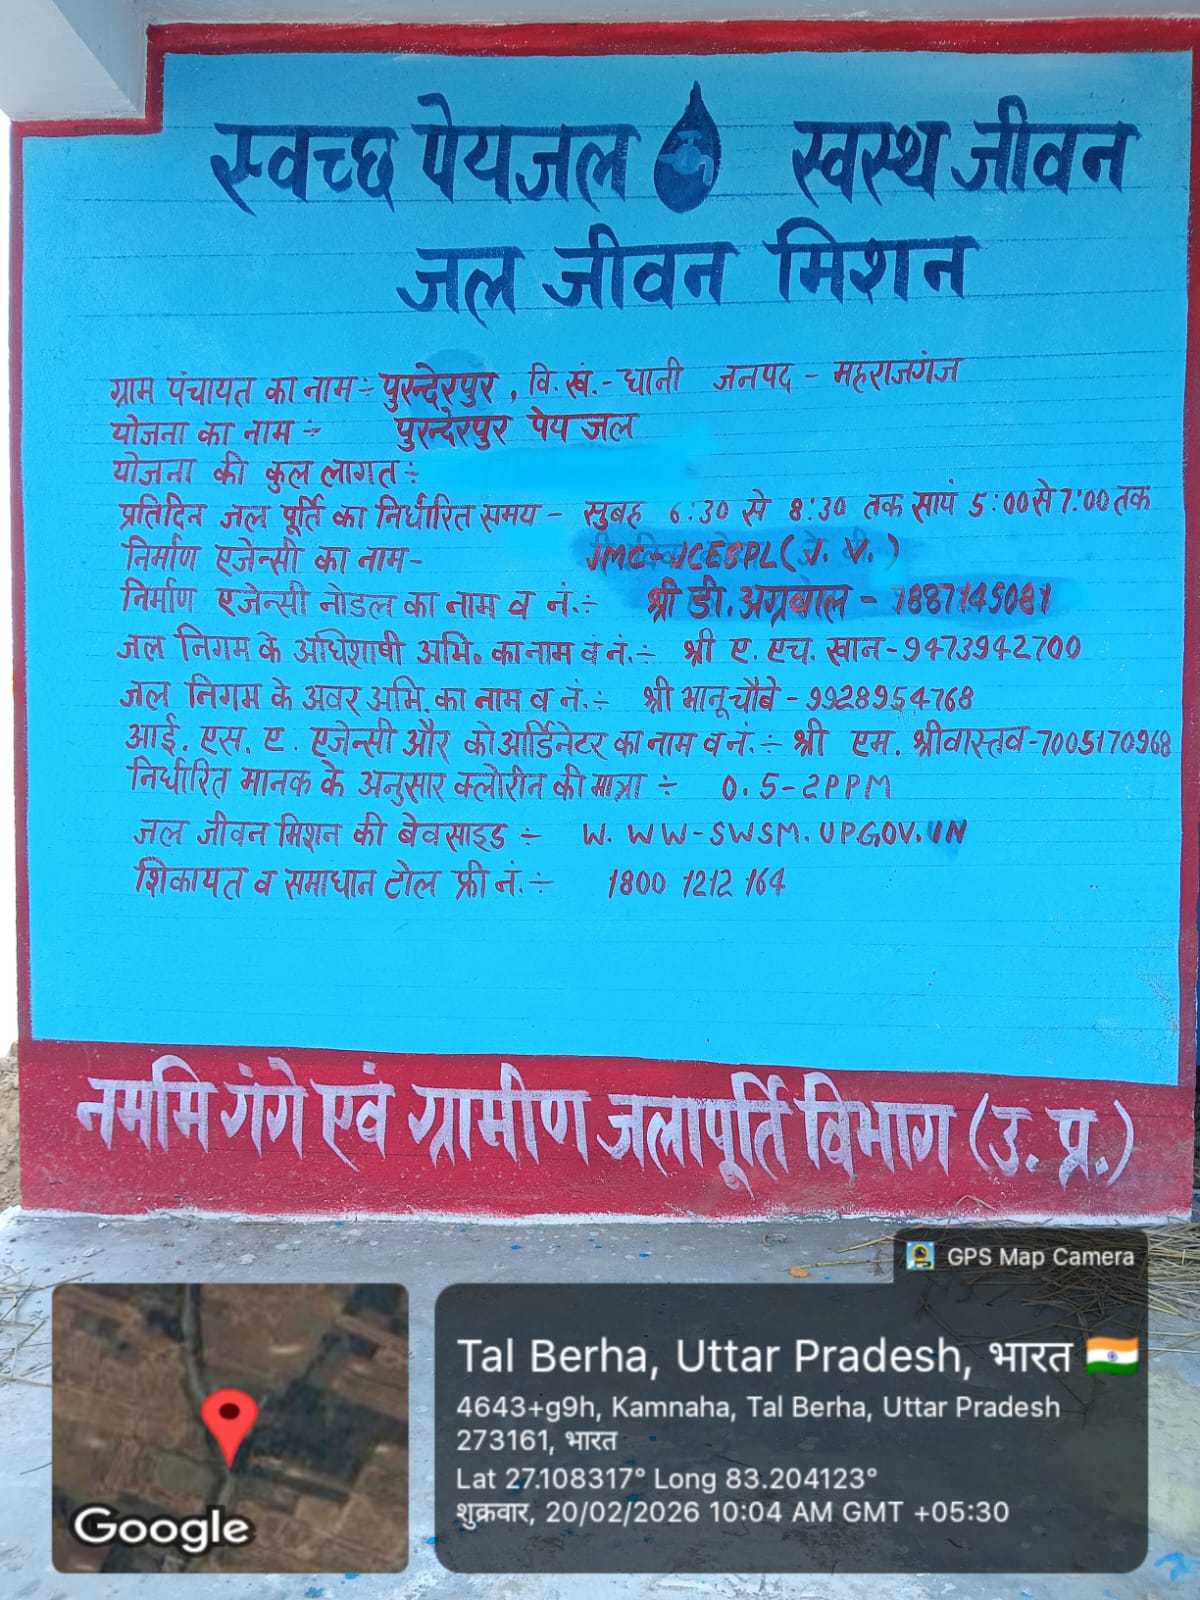 स्वच्छ पेयजल स्वस्थ जीवन
जल जीवन मिशन
ग्राम पंचायत का नाम ÷ पुरन्देरपुर, वि. खं. - धानी जनपद - महराजगंज
योजना का नाम ÷ पुरन्देरपुर पेय जल
योजना की कुल लागत ÷
प्रतिदिन जल पूर्ति का निर्धारित समय - सुबह 6:30 से 8:30 तक सायं 5:00 से 7:00 तक
निर्माण एजेन्सी का नाम - JMC-JCESPL (J. V.)
निर्माण एजेन्सी नोडल का नाम व नं. ÷ श्री डी. अग्रवाल - 7887145081
जल निगम के अधिशाषी अभि. का नाम व नं. ÷ श्री ए. एच. खान - 9473942700
जल निगम के अवर अभि. का नाम व नं. ÷ श्री भानू चौबे - 9928954768
आई. एस. ए. एजेन्सी और कोआर्डिनेटर का नाम व नं. ÷ श्री एम. श्रीवास्तव - 7005170968
निर्धारित मानक के अनुसार क्लोरीन की मात्रा ÷ 0.5-2PPM
जल जीवन मिशन की बेवसाइड ÷ W. WW-SWSM. UPGOV. IN
शिकायत व समाधान टोल फ्री नं. ÷ 1800 1212 164
नममि गंगे एवं ग्रामीण जलापूर्ति विभाग (उ. प्र.)
GPS Map Camera
Tal Berha, Uttar Pradesh, भारत
4643+g9h, Kamnaha, Tal Berha, Uttar Pradesh
273161, भारत
Lat 27.108317° Long 83.204123°
शुक्रवार, 20/02/2026 10:04 AM GMT +05:30
Google